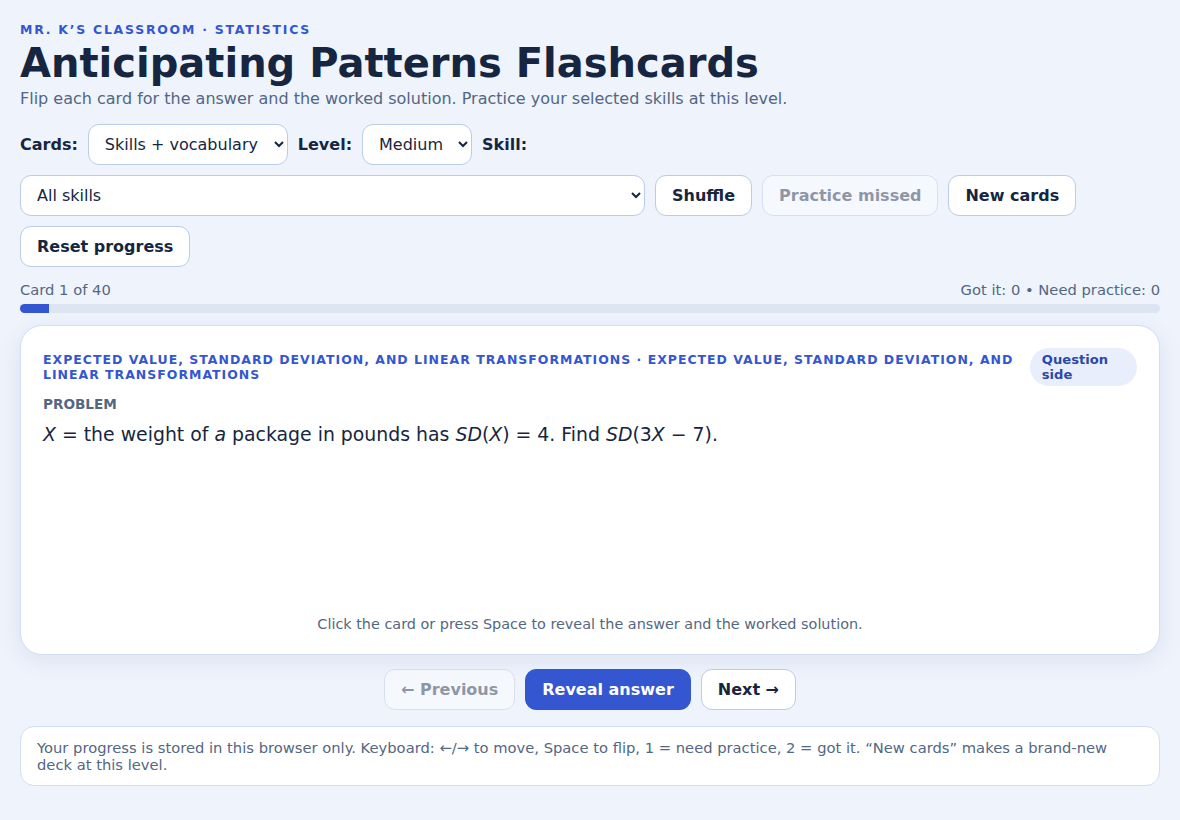 MR. K’S CLASSROOM · STATISTICS
Anticipating Patterns Flashcards
Flip each card for the answer and the worked solution. Practice your selected skills at this level.
Cards: Skills + vocabulary Level: Medium Skill:
All skills Shuffle Practice missed New cards
Reset progress
Card 1 of 40 Got it: 0 • Need practice: 0
EXPECTED VALUE, STANDARD DEVIATION, AND LINEAR TRANSFORMATIONS · EXPECTED VALUE, STANDARD DEVIATION, AND
LINEAR TRANSFORMATIONS
Question
side
PROBLEM
X = the weight of a package in pounds has SD(X) = 4. Find SD(3X − 7).
Click the card or press Space to reveal the answer and the worked solution.
← Previous Reveal answer Next →
Your progress is stored in this browser only. Keyboard: ←/→ to move, Space to flip, 1 = need practice, 2 = got it. “New cards” makes a brand-new
deck at this level.